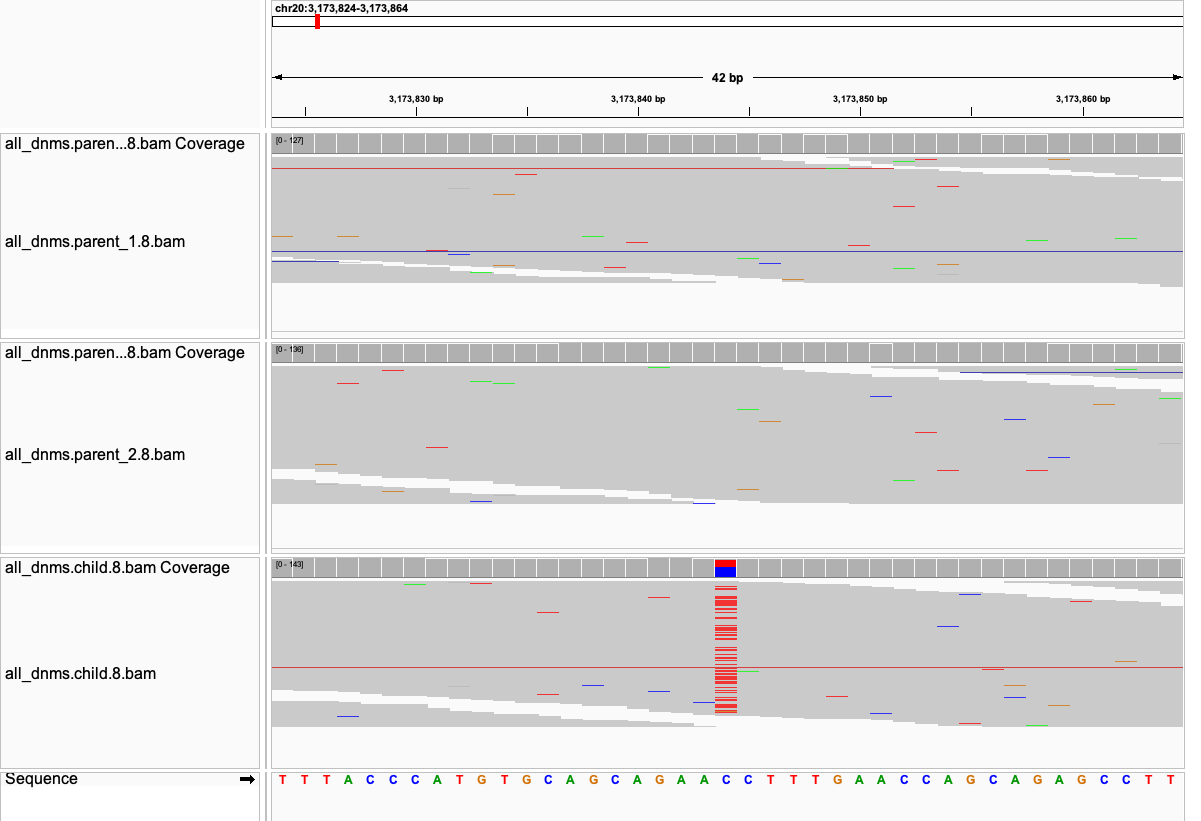 chr20:3,173,824-3,173,864
42 bp
3,173,830 bp 3,173,840 bp 3,173,850 bp 3,173,860 bp
all_dnms.paren...8.bam Coverage
[0 - 127]
all_dnms.parent_1.8.bam
all_dnms.paren...8.bam Coverage
[0 - 136]
all_dnms.parent_2.8.bam
all_dnms.child.8.bam Coverage
[0 - 143]
all_dnms.child.8.bam
Sequence T T T A C C C A T G T G C A G C A G A A C C T T T G A A C C A G C A G A G C C T T